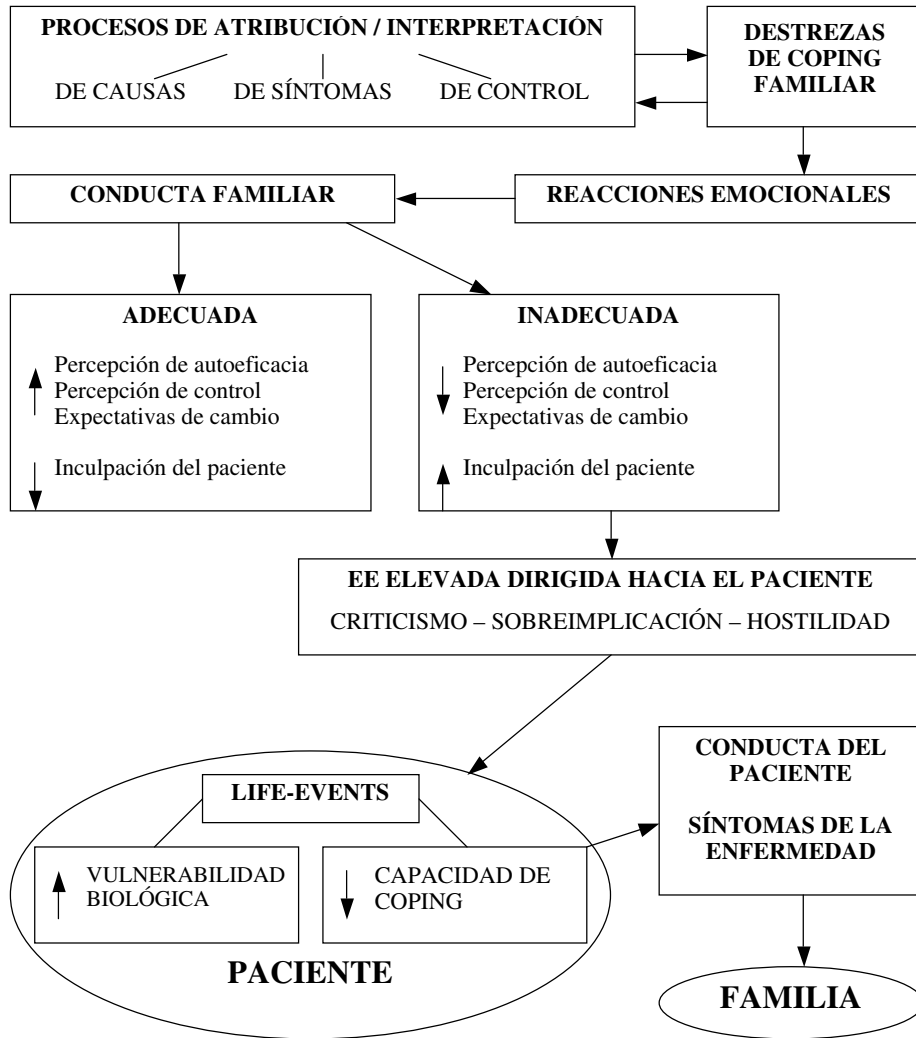 PROCESOS DE ATRIBUCIÓN / INTERPRETACIÓN
DE CAUSAS
DE SÍNTOMAS
DE CONTROL
DESTREZAS
DE COPING
FAMILIAR
CONDUCTA FAMILIAR
REACCIONES EMOCIONALES
ADECUADA
Percepción de autoeficacia
Percepción de control
Expectativas de cambio
Inculpación del paciente
INADECUADA
Percepción de autoeficacia
Percepción de control
Expectativas de cambio
Inculpación del paciente
EE ELEVADA DIRIGIDA HACIA EL PACIENTE
CRITICISMO – SOBREIMPLICACIÓN – HOSTILIDAD
LIFE-EVENTS
VULNERABILIDAD
BIOLÓGICA
CAPACIDAD DE
COPING
PACIENTE
CONDUCTA DEL
PACIENTE
SÍNTOMAS DE LA
ENFERMEDAD
FAMILIA